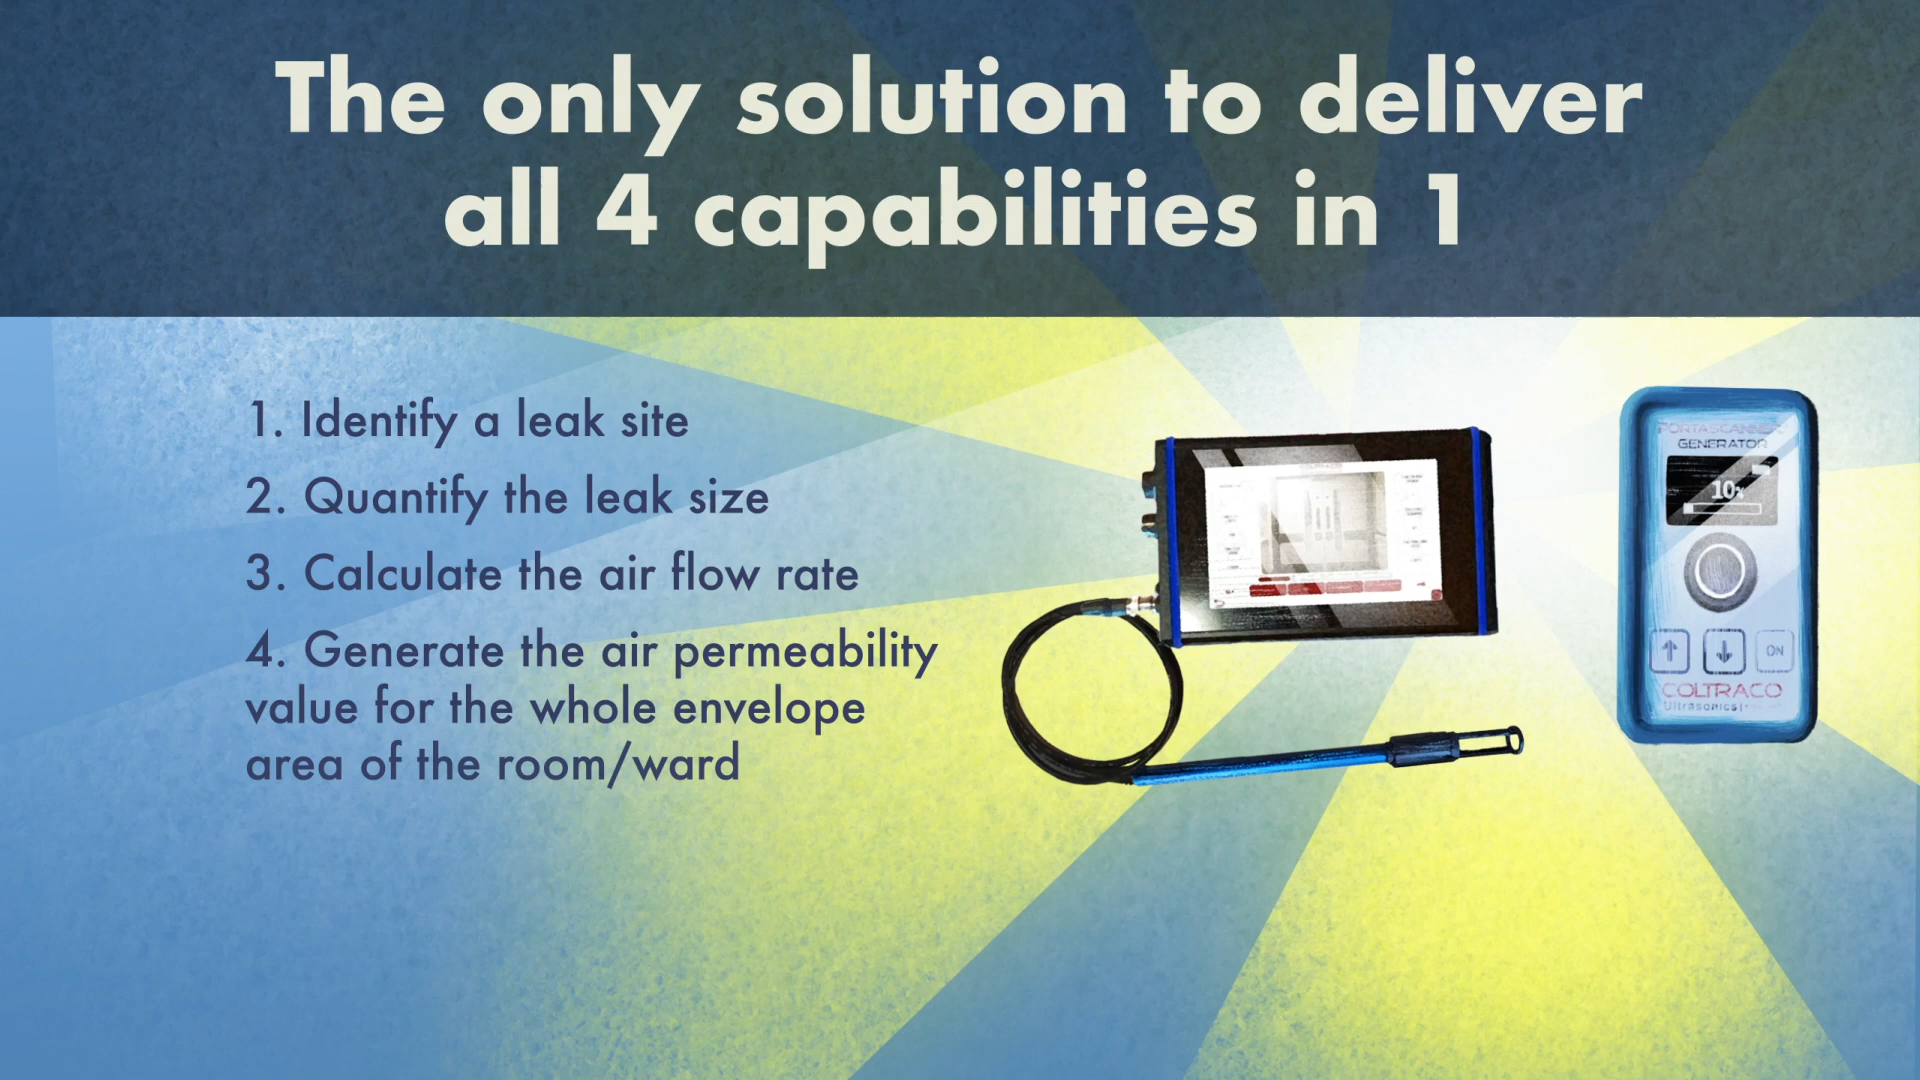 The only solution to deliver
all 4 capabilities in 1
1. Identify a leak site
2. Quantify the leak size
3. Calculate the air flow rate
4. Generate the air permeability
value for the whole envelope
area of the room/ward
PORTASCANNER
GENERATOR
10%
ON
COLTRACO
Ultrasonics